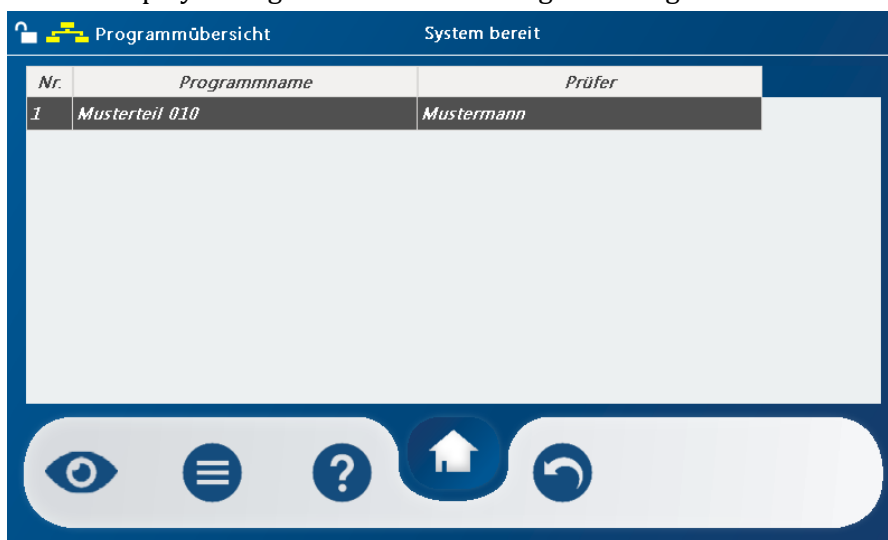 Programmübersicht System bereit
Nr. Programmname Prüfer
1 Musterteil 010 Mustermann
?